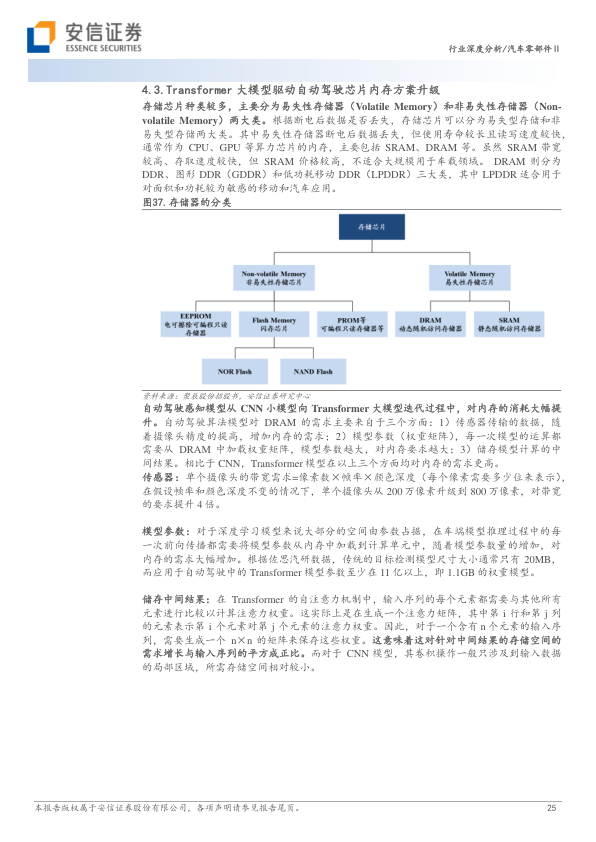 安信证券
ESSENCE SECURITIES
行业深度分析/汽车零部件Ⅱ
4.3.Transformer 大模型驱动自动驾驶芯片内存方案升级
存储芯片种类较多，主要分为易失性存储器（Volatile Memory）和非易失性存储器（Non-
volatile Memory）两大类。根据断电后数据是否丢失，存储芯片可以分为易失型存储和非
易失型存储两大类。其中易失性存储器断电后数据丢失，但使用寿命较长且读写速度较快，
通常作为 CPU、GPU 等算力芯片的内存，主要包括 SRAM、DRAM 等。虽然 SRAM 带宽
较高、存取速度较快，但 SRAM 价格较高，不适合大规模用于车载领域。 DRAM 则分为
DDR、图形 DDR（GDDR）和低功耗移动 DDR（LPDDR）三大类，其中 LPDDR 适合用于
对面积和功耗较为敏感的移动和汽车应用。
图37.存储器的分类
存储芯片
Non-volatile Memory
非易失性存储芯片
Volatile Memory
易失性存储芯片
EEPROM
电可擦除可编程只读
存储器
Flash Memory
闪存芯片
PROM等
可编程只读存储器等
DRAM
动态随机访问存储器
SRAM
静态随机访问存储器
NOR Flash
NAND Flash
资料来源：聚辰股份招股书，安信证券研究中心
自动驾驶感知模型从 CNN 小模型向 Transformer 大模型迭代过程中，对内存的消耗大幅提
升。自动驾驶算法模型对 DRAM 的需求主要来自于三个方面：1）传感器传输的数据，随
着摄像头精度的提高，增加内存的需求；2）模型参数（权重矩阵），每一次模型的运算都
需要从 DRAM 中加载权重矩阵，模型参数越大，对内存要求越大；3）储存模型计算的中
间结果。相比于 CNN，Transformer 模型在以上三个方面均对内存的需求更高。
传感器：单个摄像头的带宽需求=像素数×帧率×颜色深度（每个像素需要多少位来表示），
在假设帧率和颜色深度不变的情况下，单个摄像头从 200 万像素升级到 800 万像素，对带宽
的要求提升 4 倍。
模型参数：对于深度学习模型来说大部分的空间由参数占据，在车端模型推理过程中的每
一次前向传播都需要将模型参数从内存中加载到计算单元中，随着模型参数量的增加，对
内存的需求大幅增加。根据佐思汽研数据，传统的目标检测模型尺寸大小通常只有 20MB，
而应用于自动驾驶中的 Transformer 模型参数至少在 11 亿以上，即 1.1GB 的权重模型。
储存中间结果：在 Transformer 的自注意力机制中，输入序列的每个元素都需要与其他所有
元素进行比较以计算注意力权重。这实际上是在生成一个注意力矩阵，其中第 i 行和第 j 列
的元素表示第 i 个元素对第 j 个元素的注意力权重。因此，对于一个含有 n 个元素的输入序
列，需要生成一个 n×n 的矩阵来保存这些权重。这意味着这对针对中间结果的存储空间的
需求增长与输入序列的平方成正比。而对于 CNN 模型，其卷积操作一般只涉及到输入数据
的局部区域，所需存储空间相对较小。
本报告版权属于安信证券股份有限公司，各项声明请参见报告尾页。
25